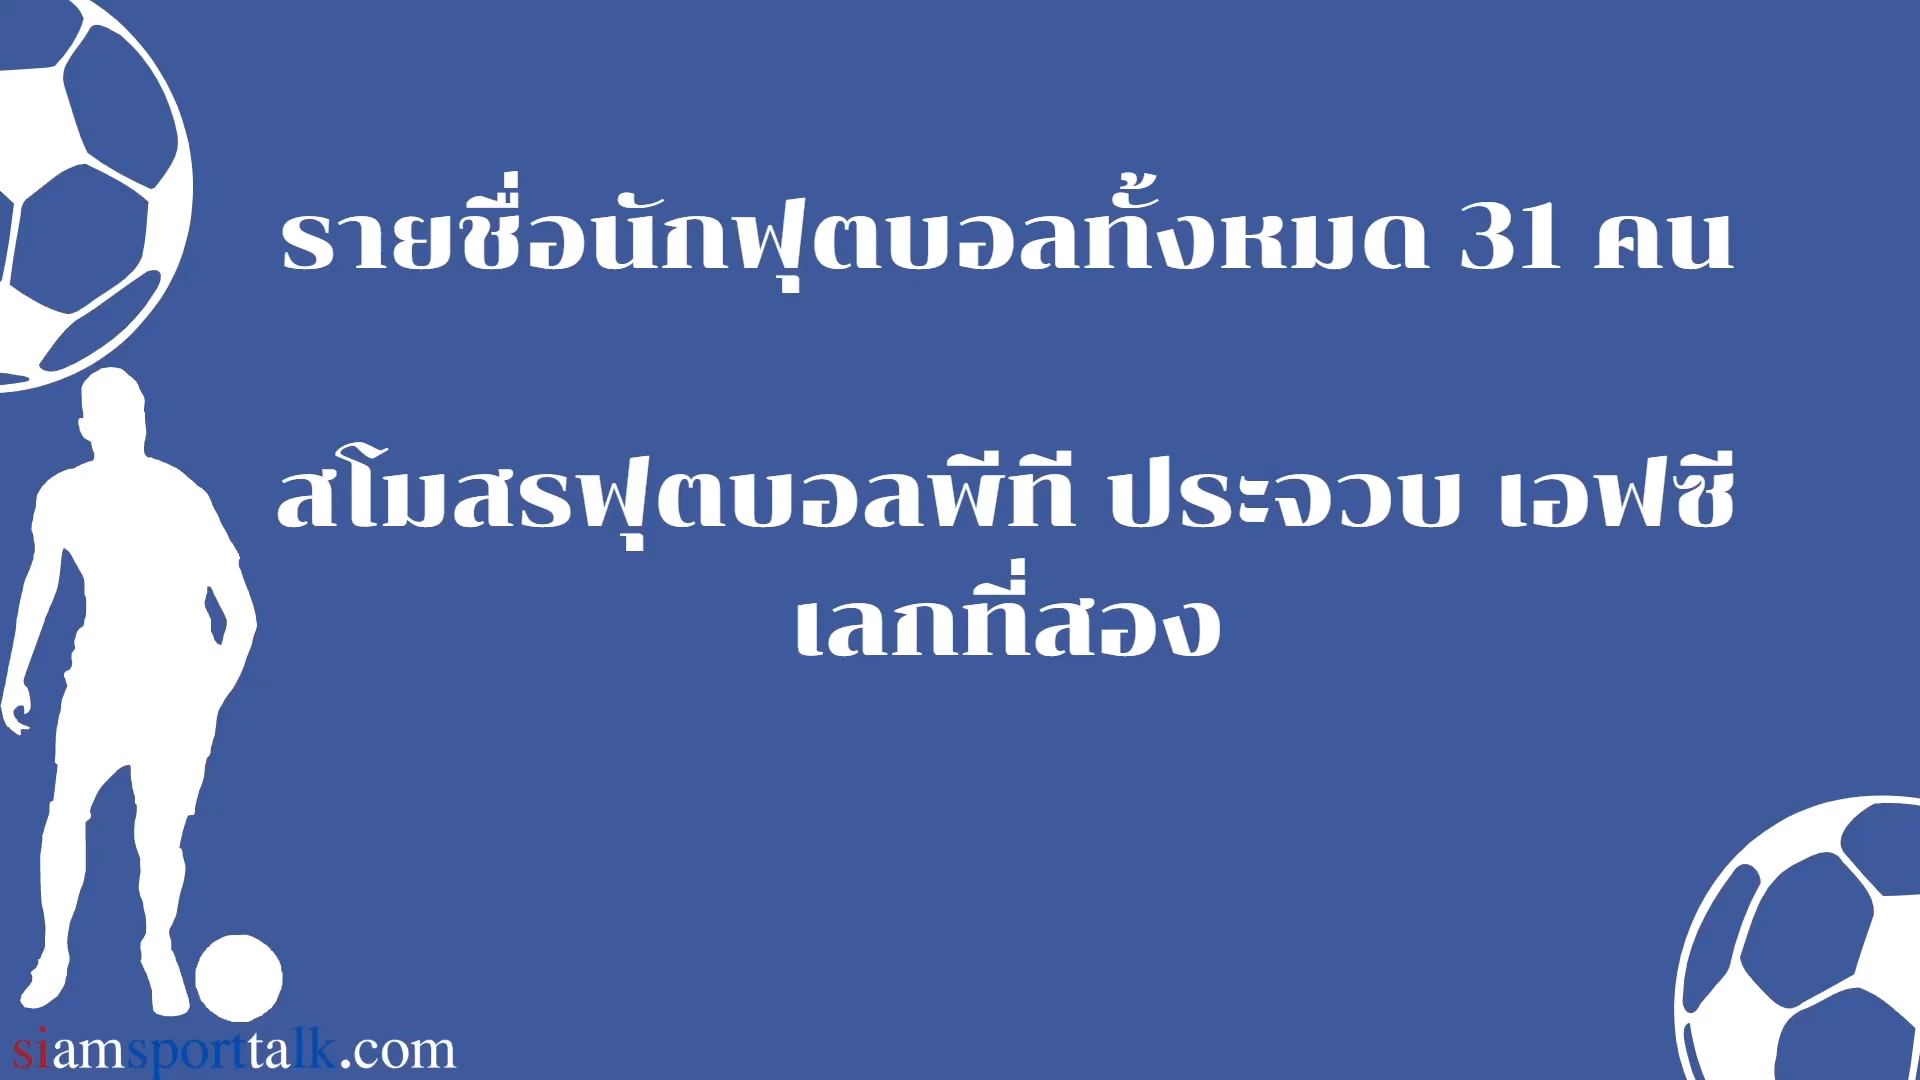 รายชื่อนักฟุตบอลทั้งหมด 31 คน
สโมสรฟุตบอลพีที ประจวบ เอฟซี
เลกที่สอง
siamsporttalk.com